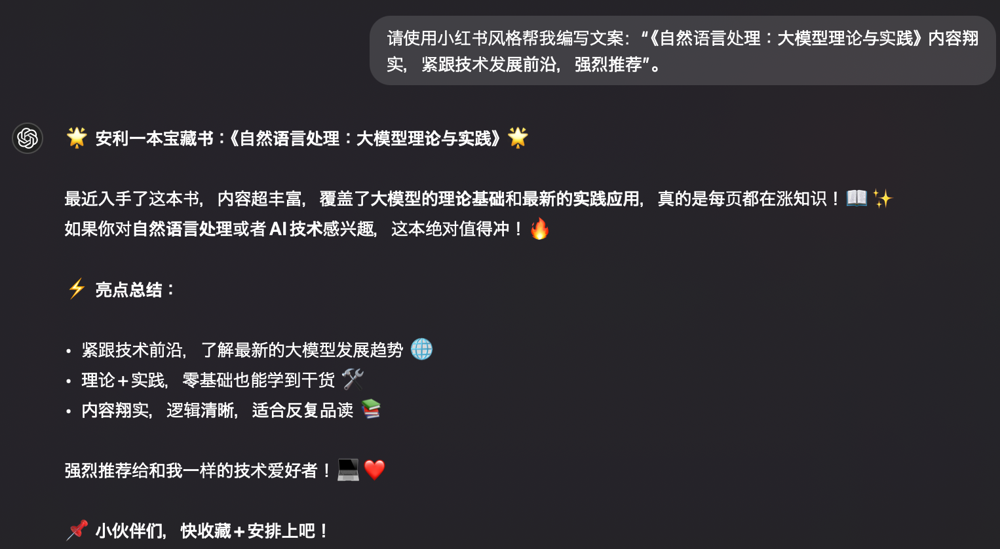 请使用小红书风格帮我编写文案：“《自然语言处理：大模型理论与实践》内容翔
实，紧跟技术发展前沿，强烈推荐”。
🌟 安利一本宝藏书：《自然语言处理：大模型理论与实践》🌟
最近入手了这本书，内容超丰富，覆盖了大模型的理论基础和最新的实践应用，真的是每页都在涨知识！📖✨
如果你对自然语言处理或者 AI 技术感兴趣，这本绝对值得冲！🔥
⚡ 亮点总结：
• 紧跟技术前沿，了解最新的大模型发展趋势 🌐
• 理论+实践，零基础也能学到干货 🛠️
• 内容翔实，逻辑清晰，适合反复品读 📚
强烈推荐给和我一样的技术爱好者！💻❤️
📌 小伙伴们，快收藏+安排上吧！